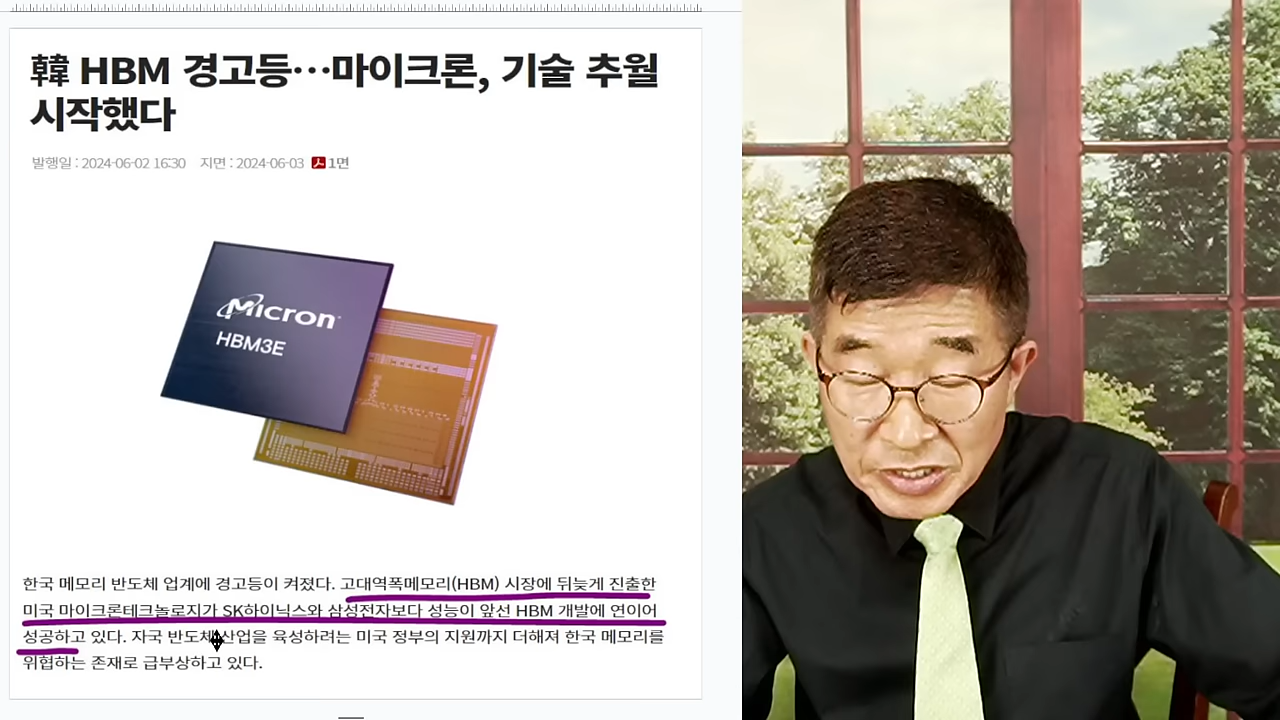 韓 HBM 경고등…마이크론, 기술 추월
시작했다
발행일 : 2024-06-02 16:30 지면 : 2024-06-03 1면
Micron
HBM3E
한국 메모리 반도체 업계에 경고등이 켜졌다. 고대역폭메모리(HBM) 시장에 뒤늦게 진출한
미국 마이크론테크놀로지가 SK하이닉스와 삼성전자보다 성능이 앞선 HBM 개발에 연이어
성공하고 있다. 자국 반도체 산업을 육성하려는 미국 정부의 지원까지 더해져 한국 메모리를
위협하는 존재로 급부상하고 있다.